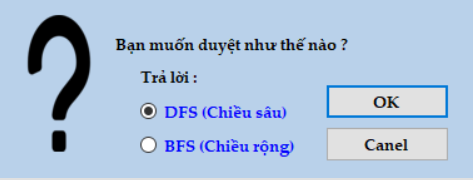 Bạn muốn duyệt như thế nào ?
Trả lời :
DFS (Chiều sâu)
OK
BFS (Chiều rộng)
Canel